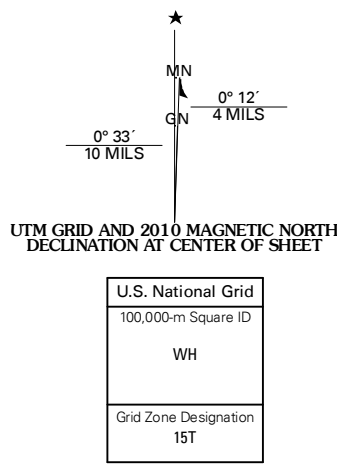 MN
0° 12´
4 MILS
GN
0° 33´
10 MILS
UTM GRID AND 2010 MAGNETIC NORTH
DECLINATION AT CENTER OF SHEET
U.S. National Grid
100,000-m Square ID
WH
Grid Zone Designation
15T